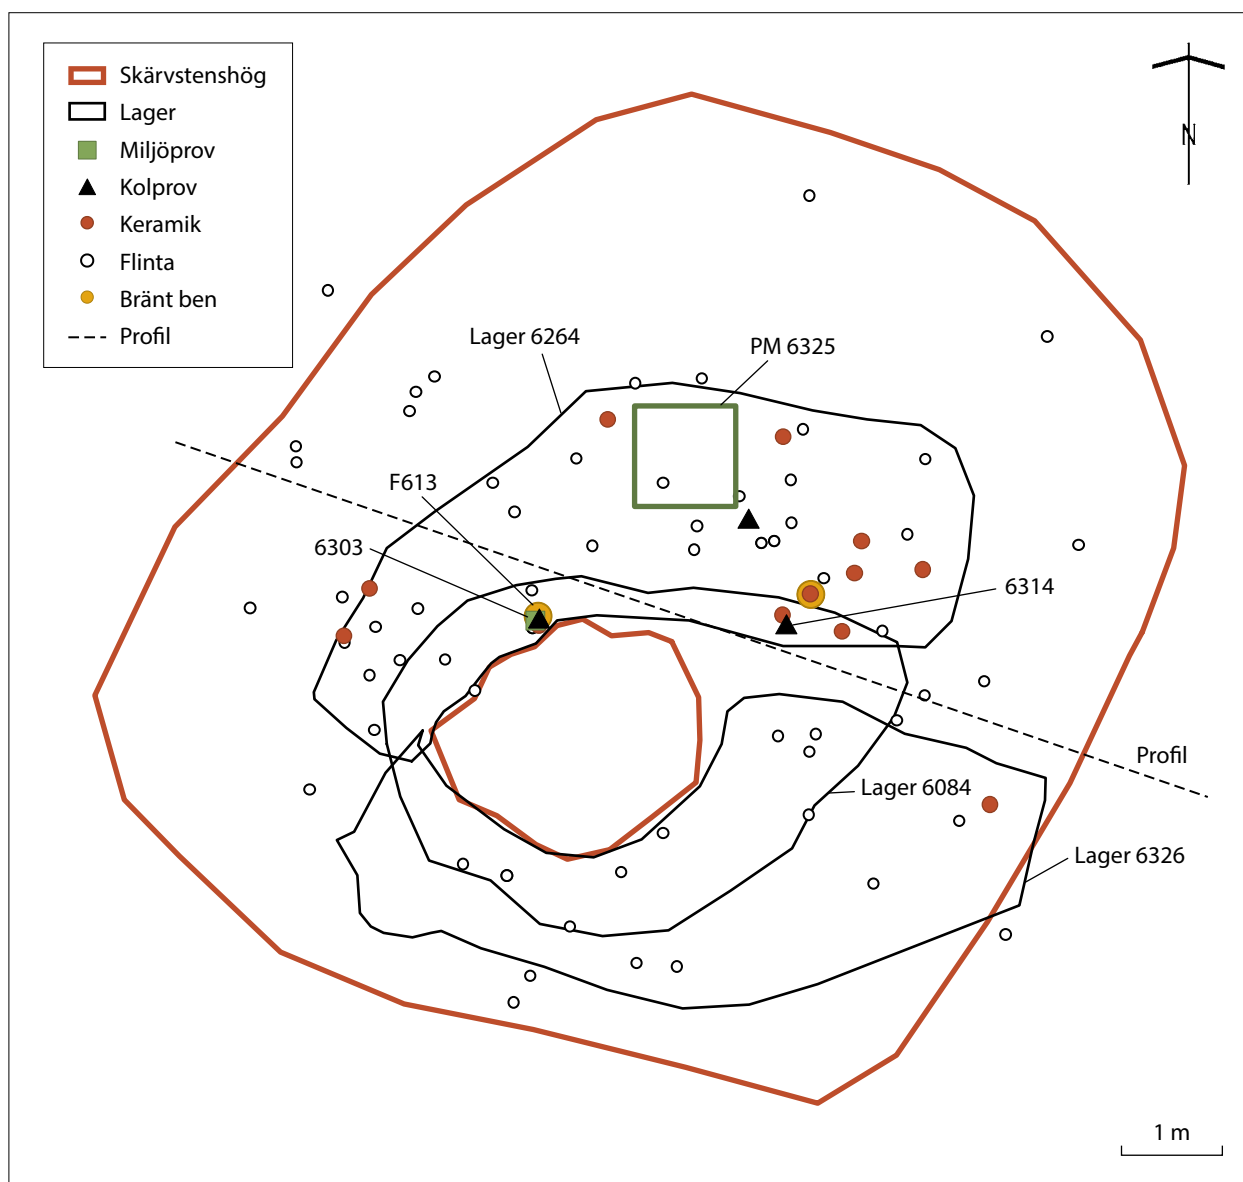 Skärvstenshög
Lager
Miljöprov
Kolprov
Keramik
Flinta
Bränt ben
Profil
N
Lager 6264
PM 6325
F613
6303
6314
Profil
Lager 6084
Lager 6326
1 m